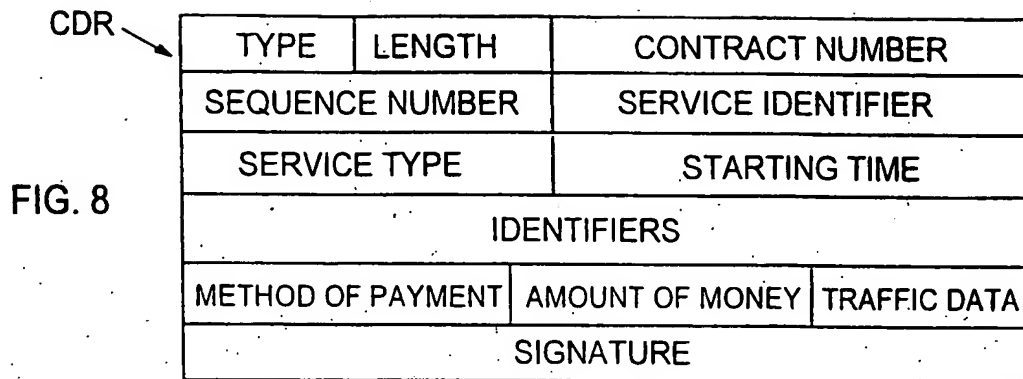 CDR
TYPE LENGTH CONTRACT NUMBER
SEQUENCE NUMBER SERVICE IDENTIFIER
SERVICE TYPE STARTING TIME
FIG. 8
IDENTIFIERS
METHOD OF PAYMENT AMOUNT OF MONEY TRAFFIC DATA
SIGNATURE